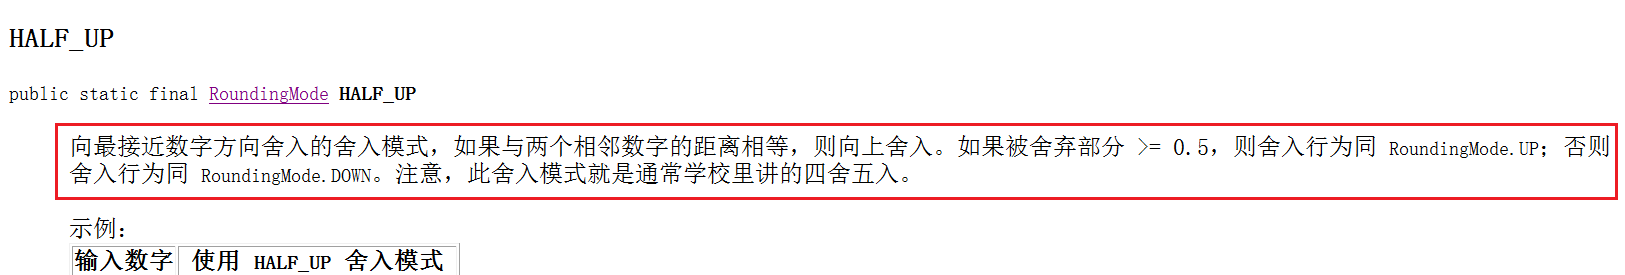 HALF_UP
public static final RoundingMode HALF_UP
向最接近数字方向舍入的舍入模式，如果与两个相邻数字的距离相等，则向上舍入。如果被舍弃部分 >= 0.5，则舍入行为同 RoundingMode.UP；否则
舍入行为同 RoundingMode.DOWN。注意，此舍入模式就是通常学校里讲的四舍五入。
示例：
输入数字 使用 HALF_UP 舍入模式